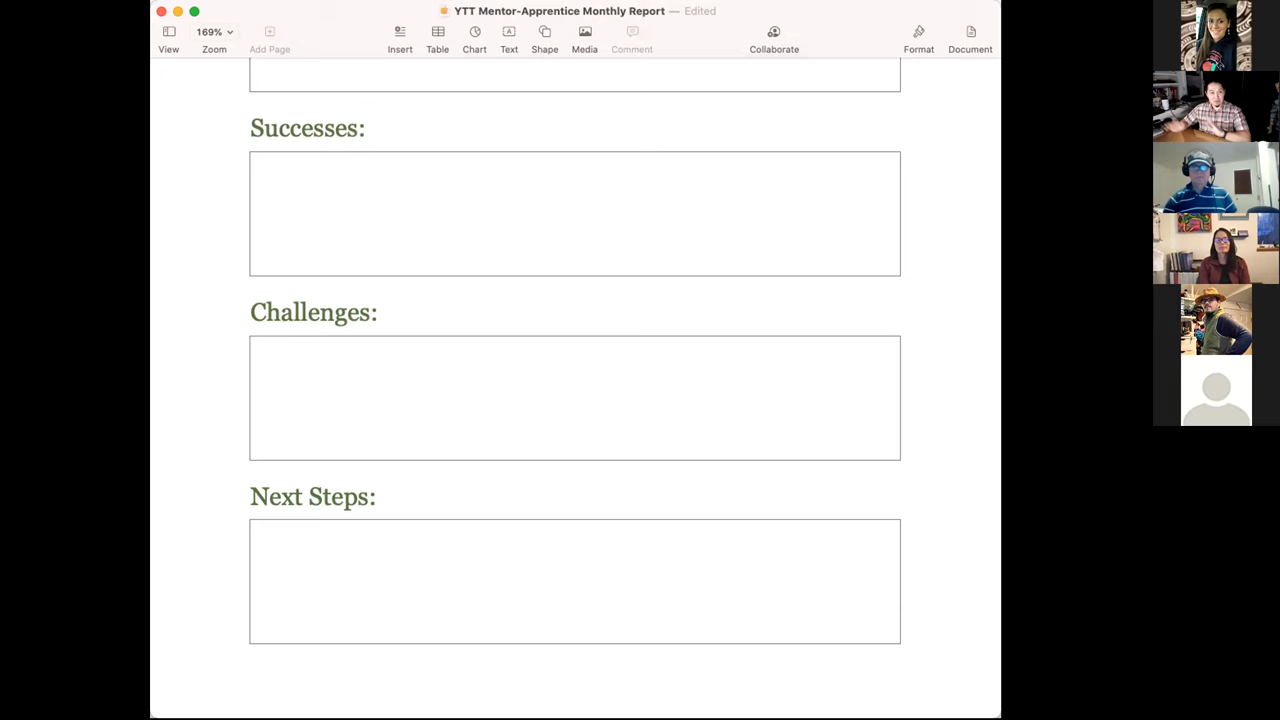 YTT Mentor-Apprentice Monthly Report — Edited
169%
View Zoom Add Page Insert Table Chart Text Shape Media Comment Collaborate Format Document
Successes:
Challenges:
Next Steps: